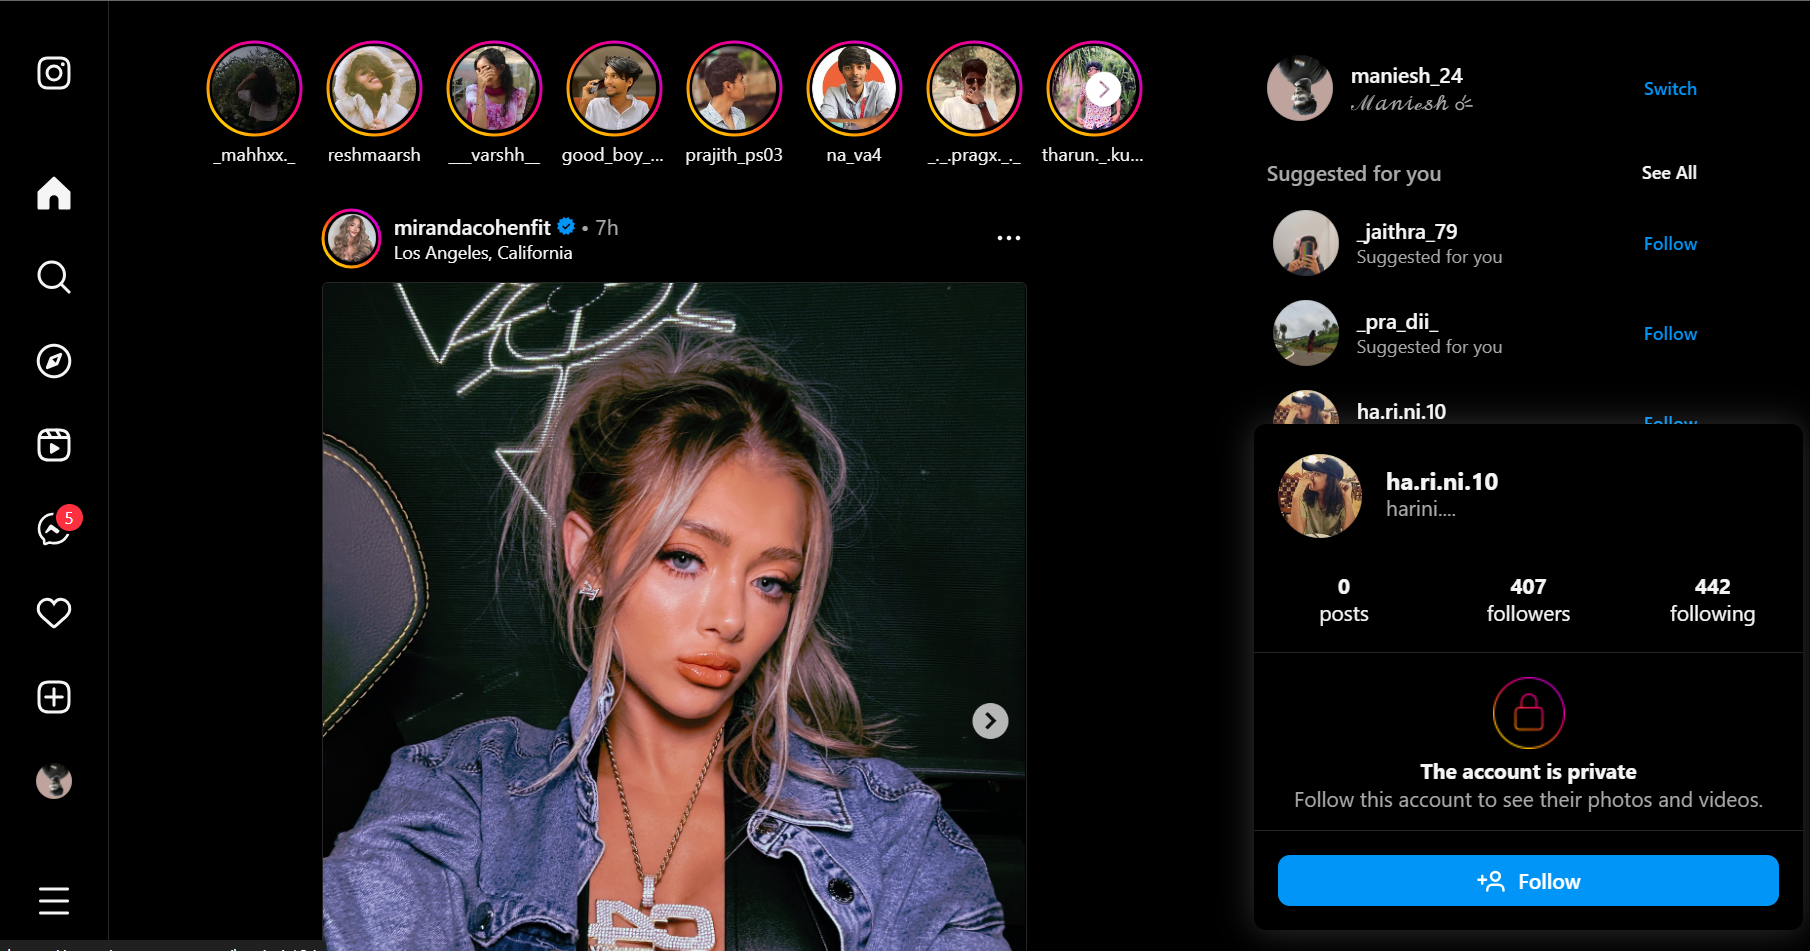 _mahhxx._
reshmaarsh
___varshh__
good_boy_...
prajith_ps03
na_va4
_._.pragx._._
tharun._.ku...
maniesh_24
𝓜𝓪𝓷𝓲𝓮𝓼𝓱
Switch
Suggested for you
See All
mirandacohenfit • 7h
Los Angeles, California
_jaithra_79
Suggested for you
Follow
_pra_dii_
Suggested for you
Follow
ha.ri.ni.10
Follow
ha.ri.ni.10
harini....
0
posts
407
followers
442
following
The account is private
Follow this account to see their photos and videos.
Follow
5